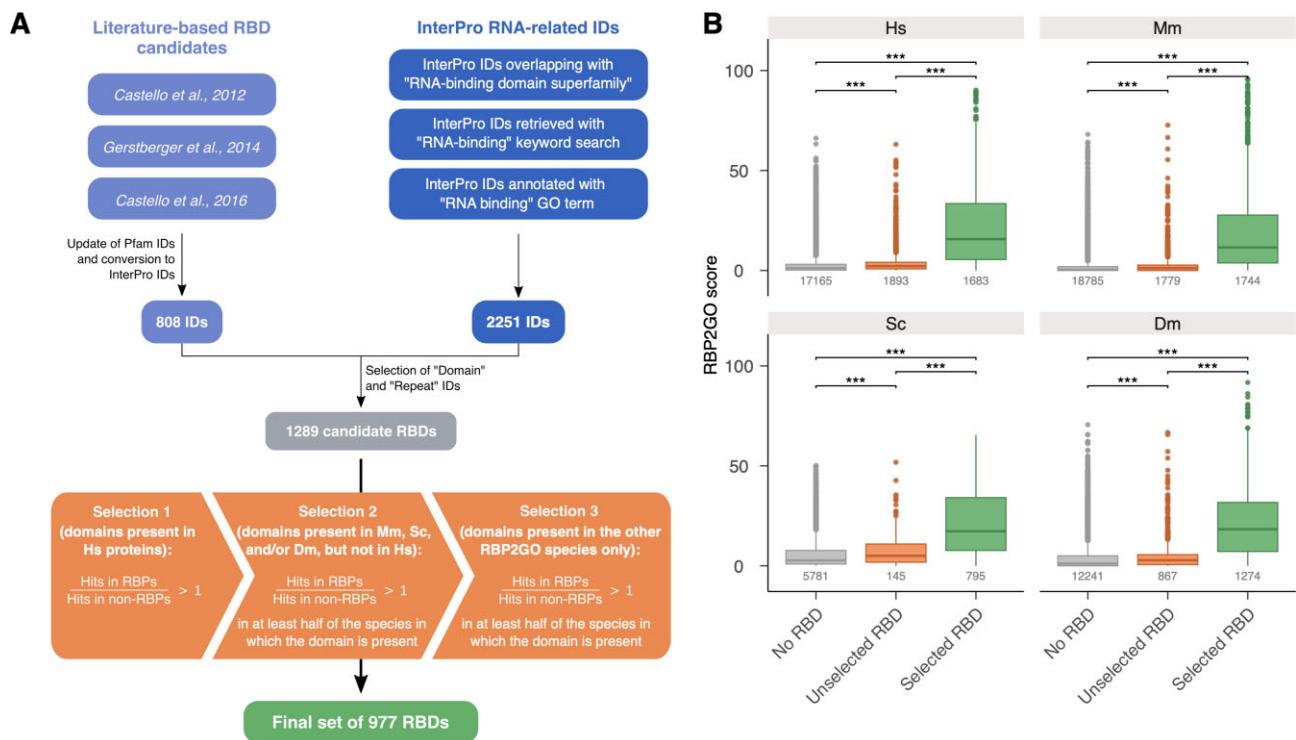 A
Literature-based RBD
candidates
Castello et al., 2012
Gerstberger et al., 2014
Castello et al., 2016
Update of Pfam IDs
and conversion to
InterPro IDs
808 IDs
InterPro RNA-related IDs
InterPro IDs overlapping with
"RNA-binding domain superfamily"
InterPro IDs retrieved with
"RNA-binding" keyword search
InterPro IDs annotated with
"RNA binding" GO term
2251 IDs
Selection of "Domain"
and "Repeat" IDs
1289 candidate RBDs
Selection 1
(domains present in
Hs proteins):
Hits in RBPs
Hits in non-RBPs
> 1
Selection 2
(domains present in Mm, Sc,
and/or Dm, but not in Hs):
Hits in RBPs
Hits in non-RBPs
> 1
in at least half of the species in
which the domain is present
Selection 3
(domains present in the other
RBP2GO species only):
Hits in RBPs
Hits in non-RBPs
> 1
in at least half of the species in
which the domain is present
Final set of 977 RBDs
B
RBP2GO score
Hs
***
*** ***
100
50
0
17165 1893 1683
Mm
***
*** ***
18785 1779 1744
Sc
***
*** ***
100
50
0
5781 145 795
Dm
***
*** ***
12241 867 1274
No RBD
Unselected RBD
Selected RBD
No RBD
Unselected RBD
Selected RBD